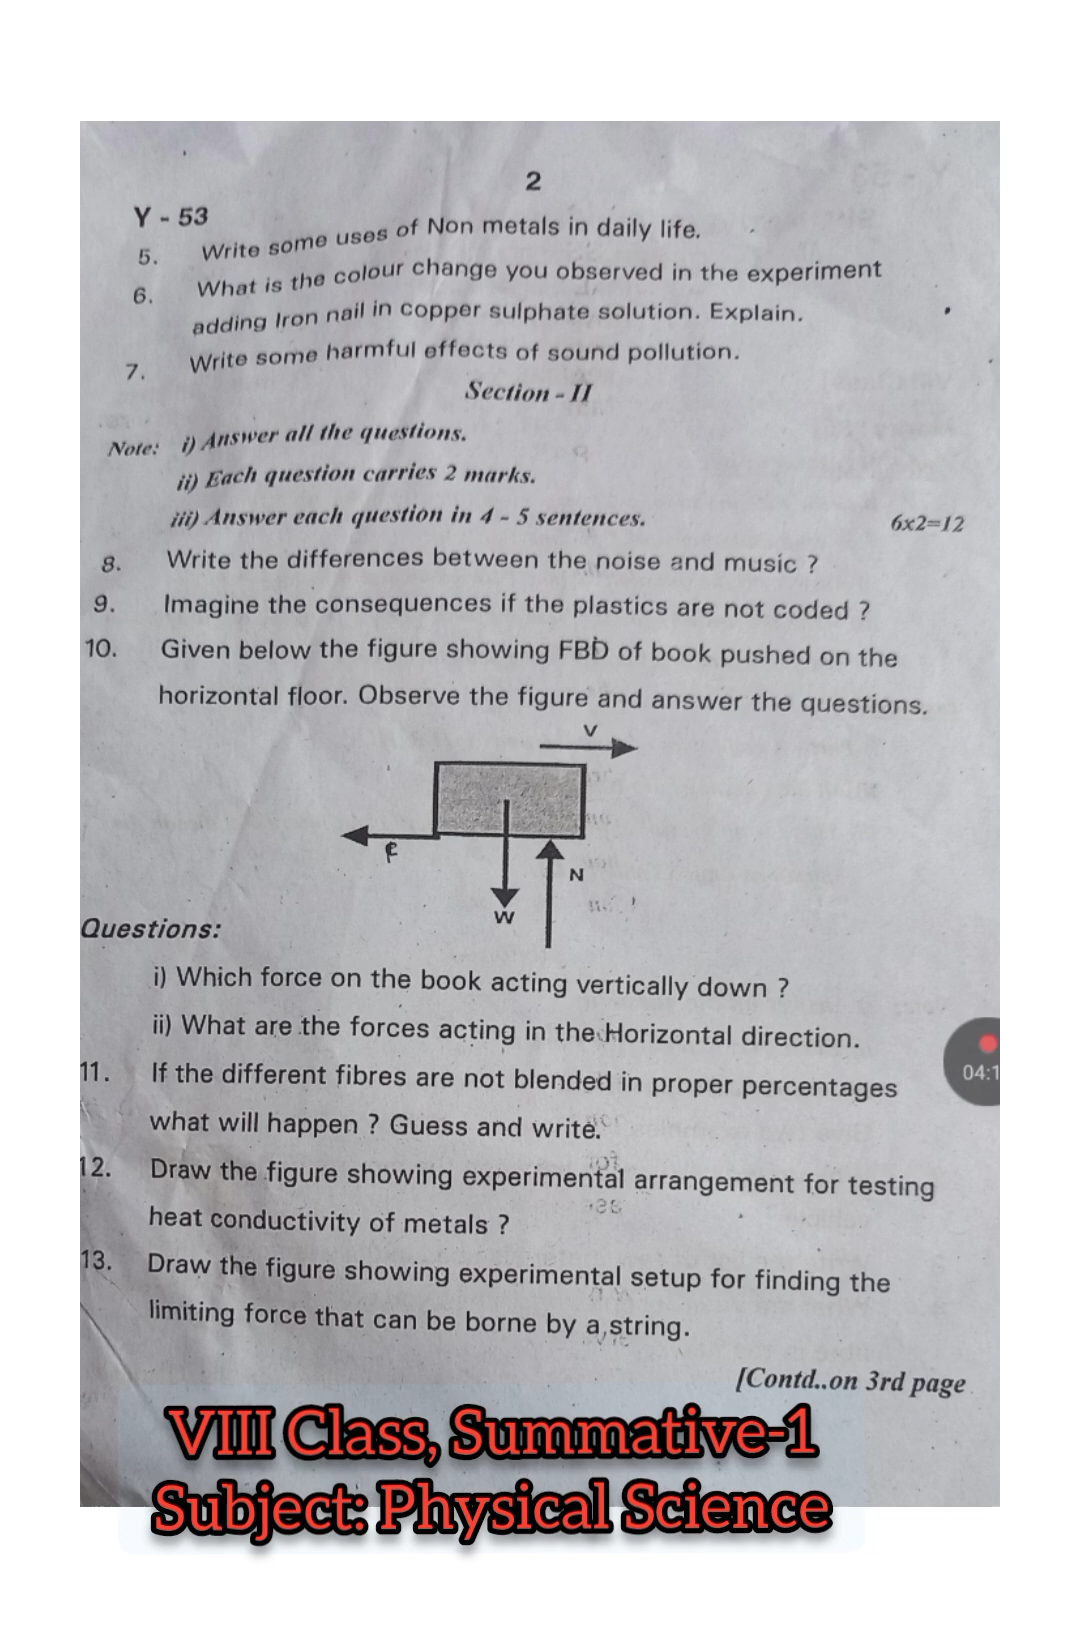 2
Y - 53
5. Write some uses of Non metals in daily life.
6. What is the colour change you observed in the experiment
adding Iron nail in copper sulphate solution. Explain.
7. Write some harmful effects of sound pollution.
Section - II
Note: i) Answer all the questions.
ii) Each question carries 2 marks.
iii) Answer each question in 4 - 5 sentences. 6x2=12
8. Write the differences between the noise and music ?
9. Imagine the consequences if the plastics are not coded ?
10. Given below the figure showing FBD of book pushed on the
horizontal floor. Observe the figure and answer the questions.
V
N
W
Questions:
i) Which force on the book acting vertically down ?
ii) What are the forces acting in the Horizontal direction.
11. If the different fibres are not blended in proper percentages
what will happen ? Guess and write.
12. Draw the figure showing experimental arrangement for testing
heat conductivity of metals ?
13. Draw the figure showing experimental setup for finding the
limiting force that can be borne by a string.
[Contd..on 3rd page
04:1
VIII Class, Summative-1
Subject: Physical Science